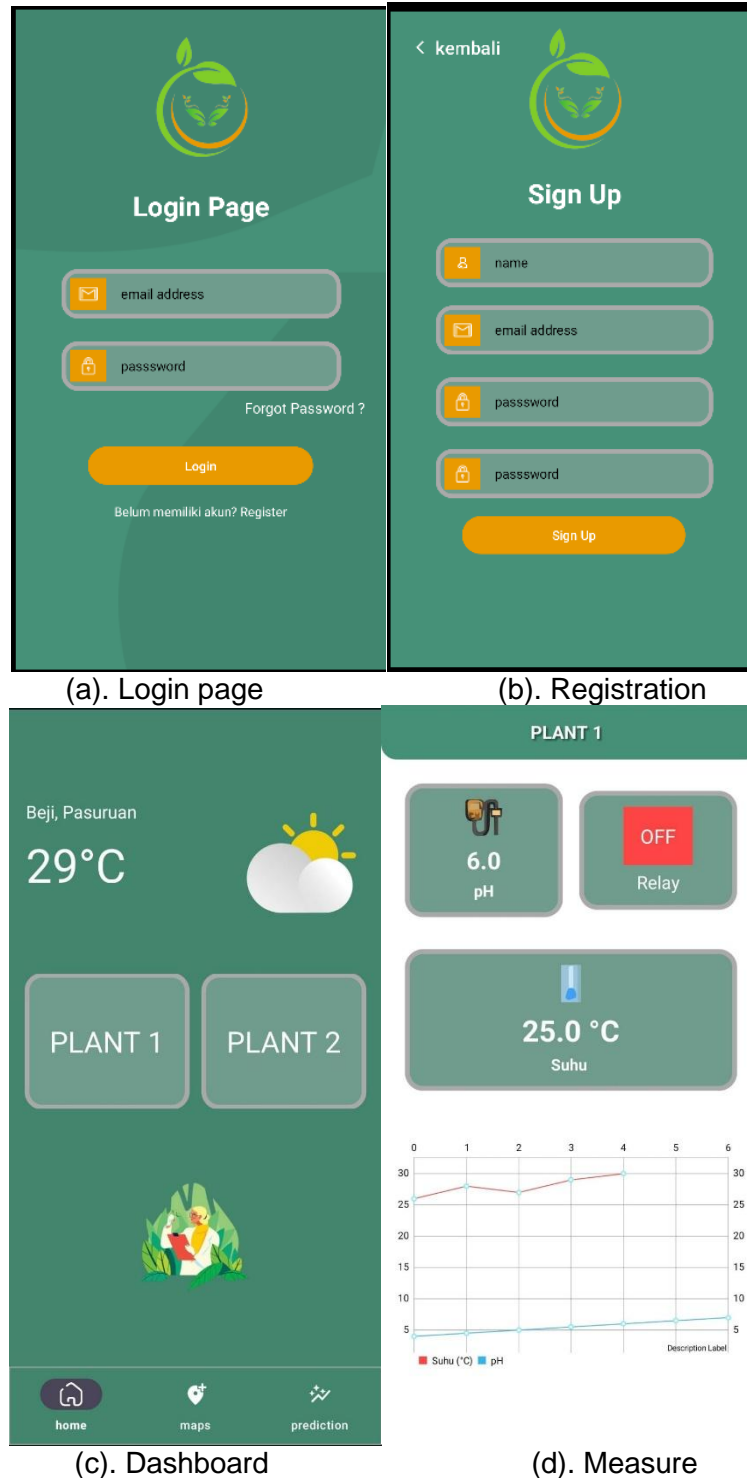 Login Page
email address
passsword
Forgot Password ?
Login
Belum memiliki akun? Register
(a). Login page
< kembali
Sign Up
name
email address
passsword
passsword
Sign Up
(b). Registration
Beji, Pasuruan
29°C
PLANT 1
PLANT 2
home
maps
prediction
(c). Dashboard
PLANT 1
6.0
pH
OFF
Relay
25.0 °C
Suhu
0 1 2 3 4 5 6
30 30
25 25
20 20
15 15
10 10
5 5
Description Label
Suhu (°C) pH
(d). Measure